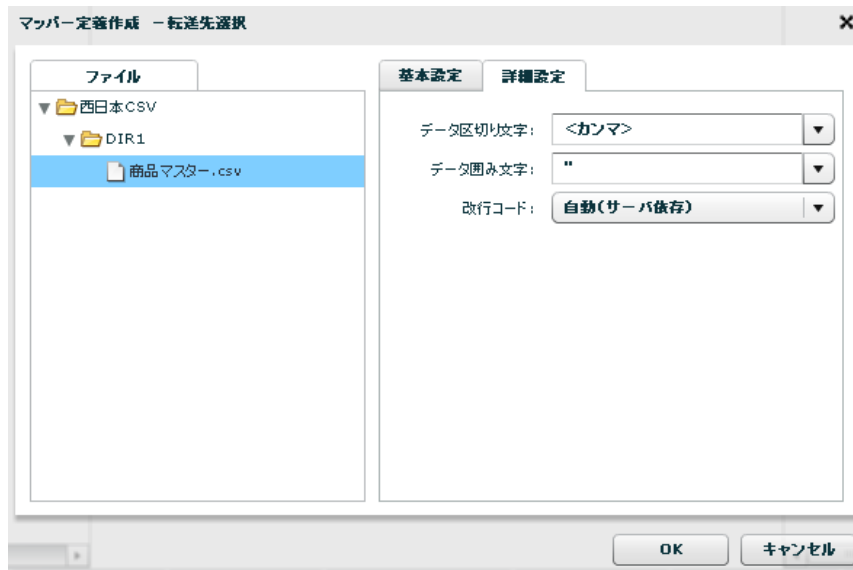 マッパー定義作成 －転送先選択
ファイル
西日本CSV
DIR1
商品マスター.csv
基本設定
詳細設定
データ区切り文字:
<カンマ>
データ囲み文字:
"
改行コード:
自動(サーバ依存)
OK
キャンセル